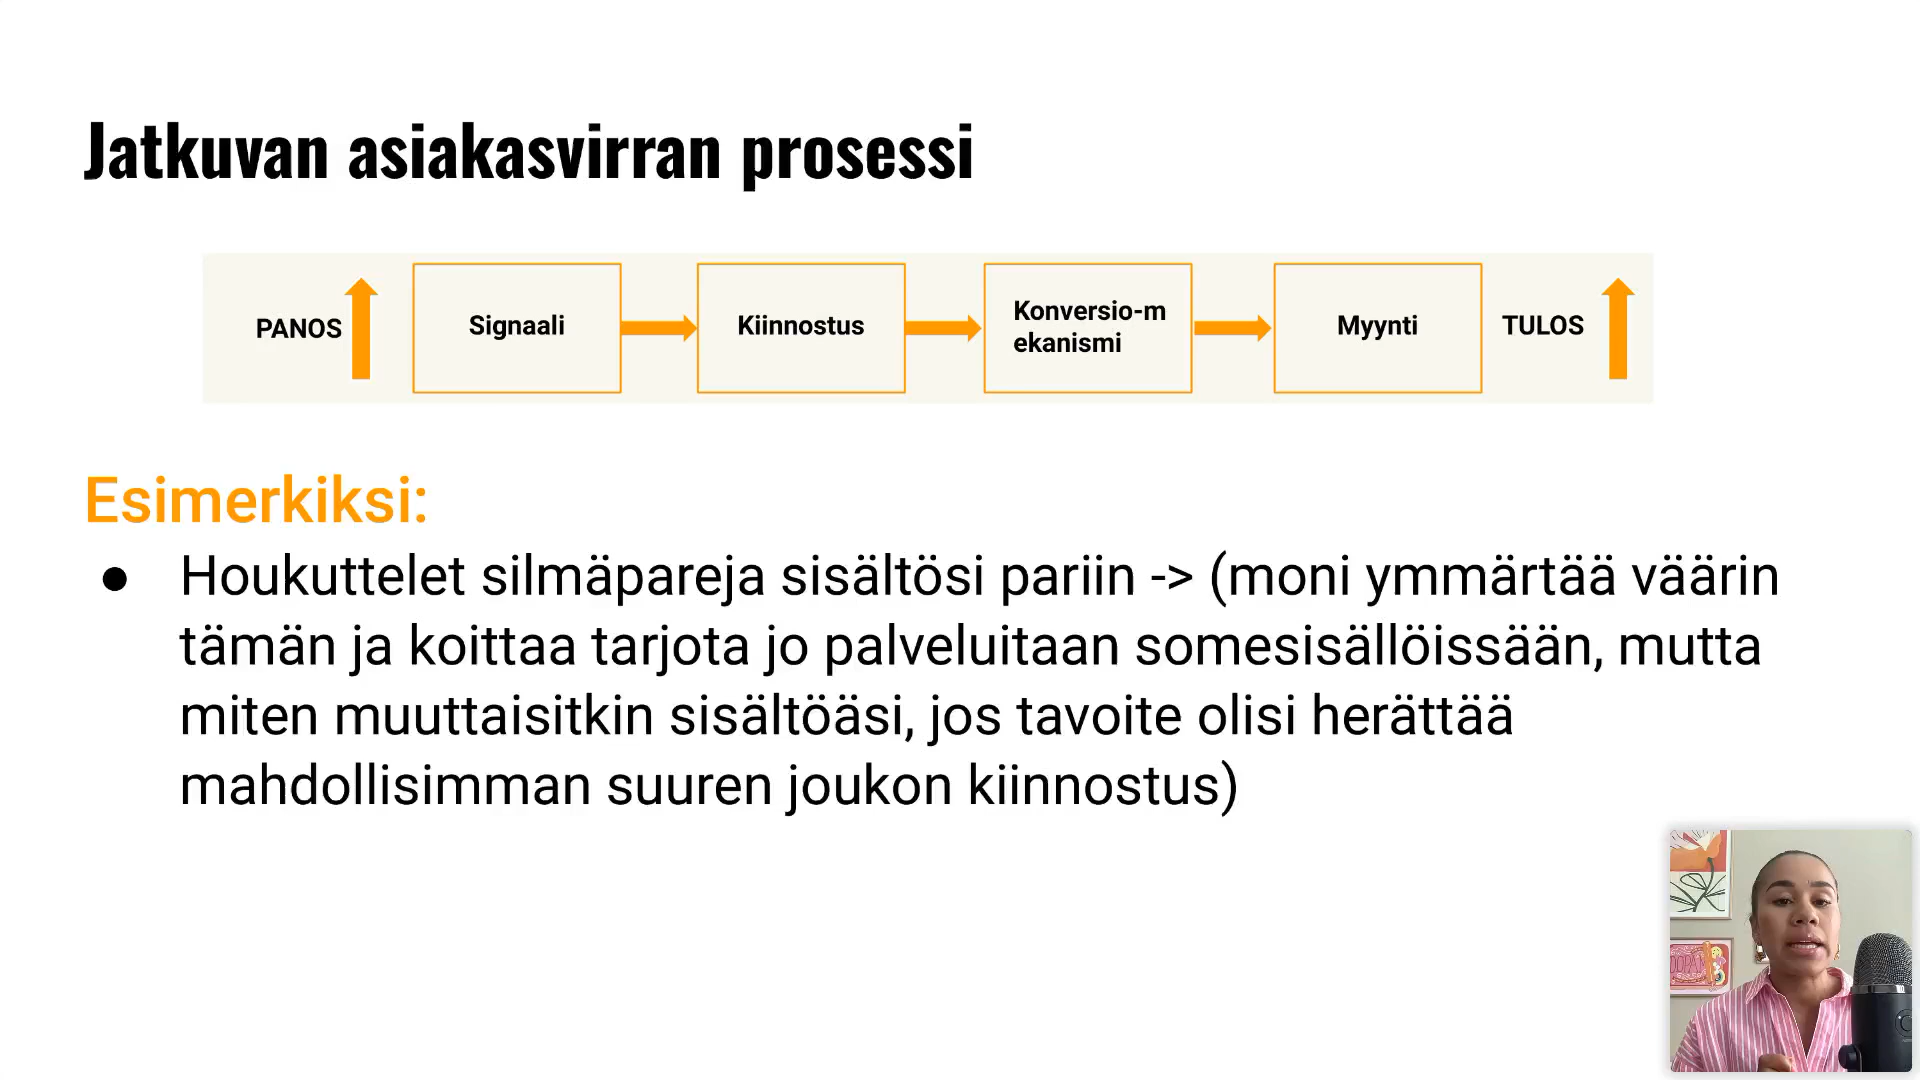 Jatkuvan asiakasvirran prosessi
PANOS
Signaali
Kiinnostus
Konversio-m
ekanismi
Myynti
TULOS
Esimerkiksi:
● Houkuttelet silmäpareja sisältösi pariin -> (moni ymmärtää väärin
tämän ja koittaa tarjota jo palveluitaan somesisällöissään, mutta
miten muuttaisitkin sisältöäsi, jos tavoite olisi herättää
mahdollisimman suuren joukon kiinnostus)